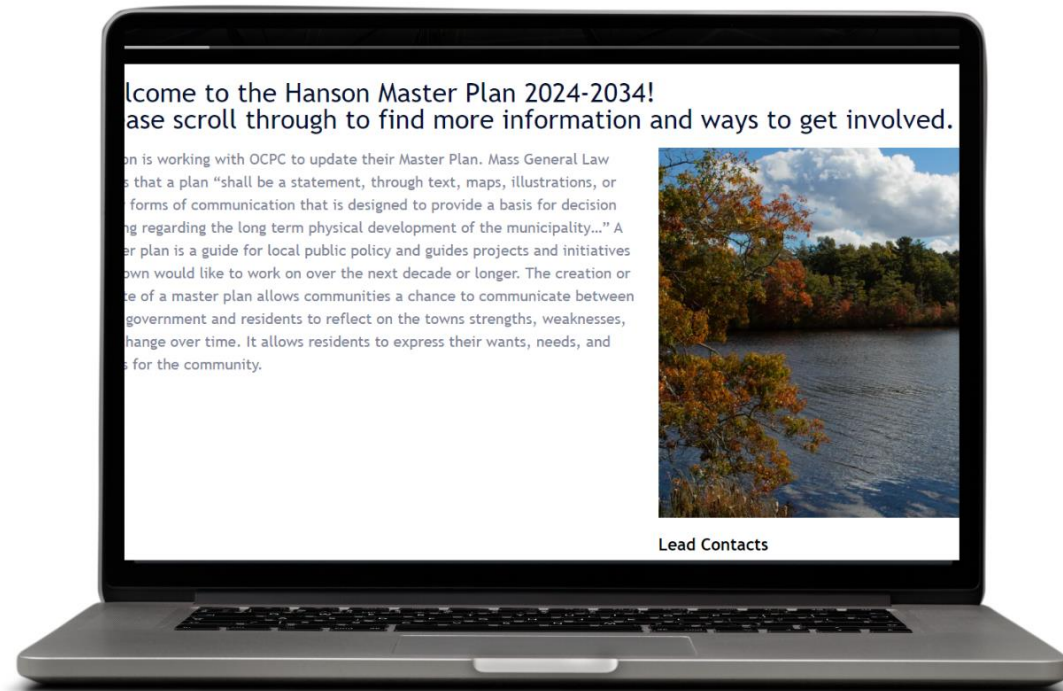 lcome to the Hanson Master Plan 2024-2034!
ase scroll through to find more information and ways to get involved.
on is working with OCPC to update their Master Plan. Mass General Law
s that a plan “shall be a statement, through text, maps, illustrations, or
forms of communication that is designed to provide a basis for decision
ng regarding the long term physical development of the municipality…” A
er plan is a guide for local public policy and guides projects and initiatives
own would like to work on over the next decade or longer. The creation or
te of a master plan allows communities a chance to communicate between
government and residents to reflect on the towns strengths, weaknesses,
hange over time. It allows residents to express their wants, needs, and
s for the community.
Lead Contacts